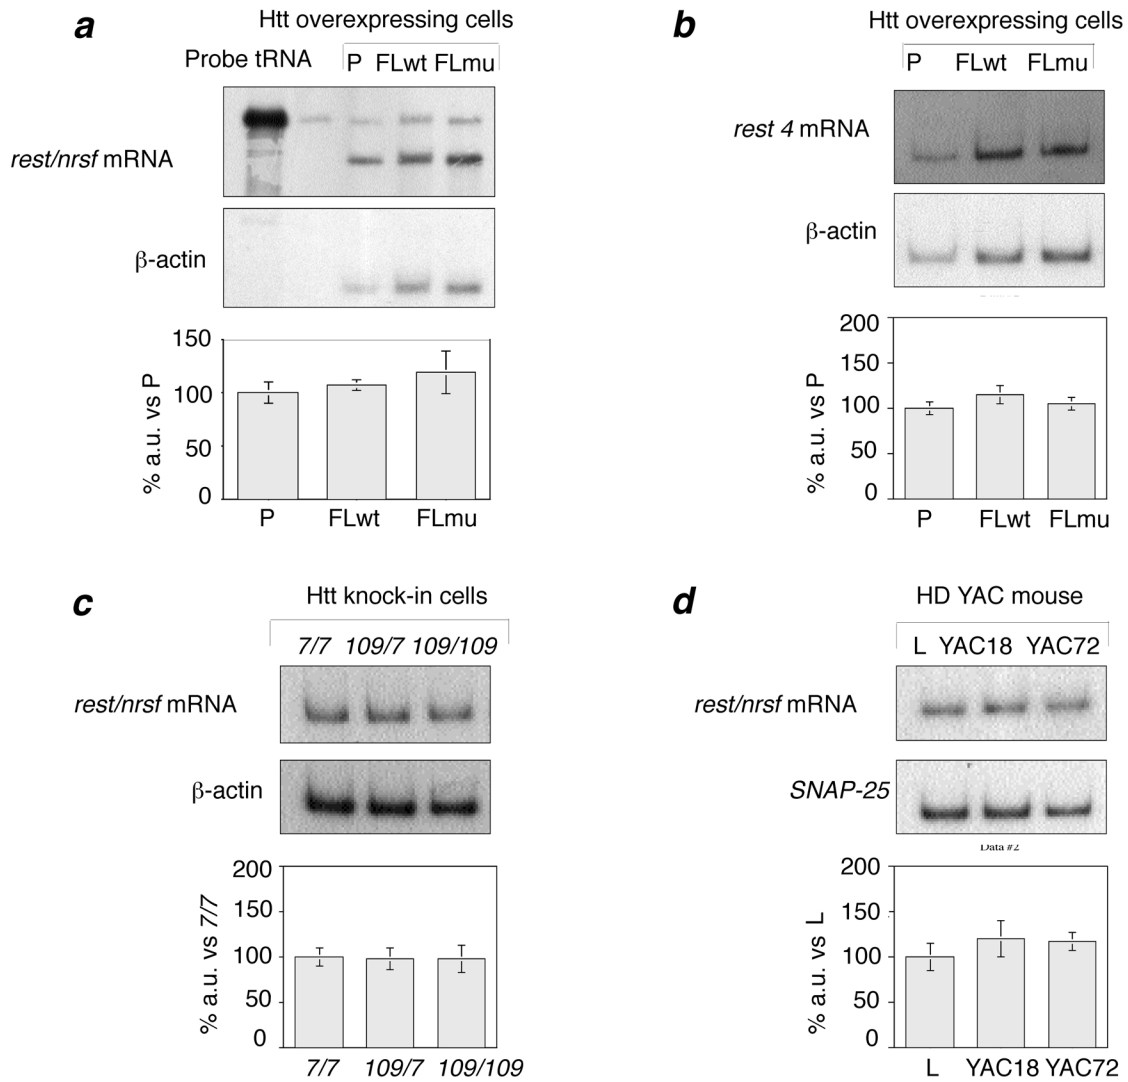 a
Htt overexpressing cells
Probe tRNA P FLwt FLmu
rest/nrsf mRNA
β-actin
150
100
50
0
% a.u. vs P
P FLwt FLmu
b
Htt overexpressing cells
P FLwt FLmu
rest 4 mRNA
β-actin
200
150
100
50
0
% a.u. vs P
P FLwt FLmu
c
Htt knock-in cells
7/7 109/7 109/109
rest/nrsf mRNA
β-actin
200
150
100
50
0
% a.u. vs 7/7
7/7 109/7 109/109
d
HD YAC mouse
L YAC18 YAC72
rest/nrsf mRNA
SNAP-25
Data #2
200
150
100
50
0
% a.u. vs L
L YAC18 YAC72